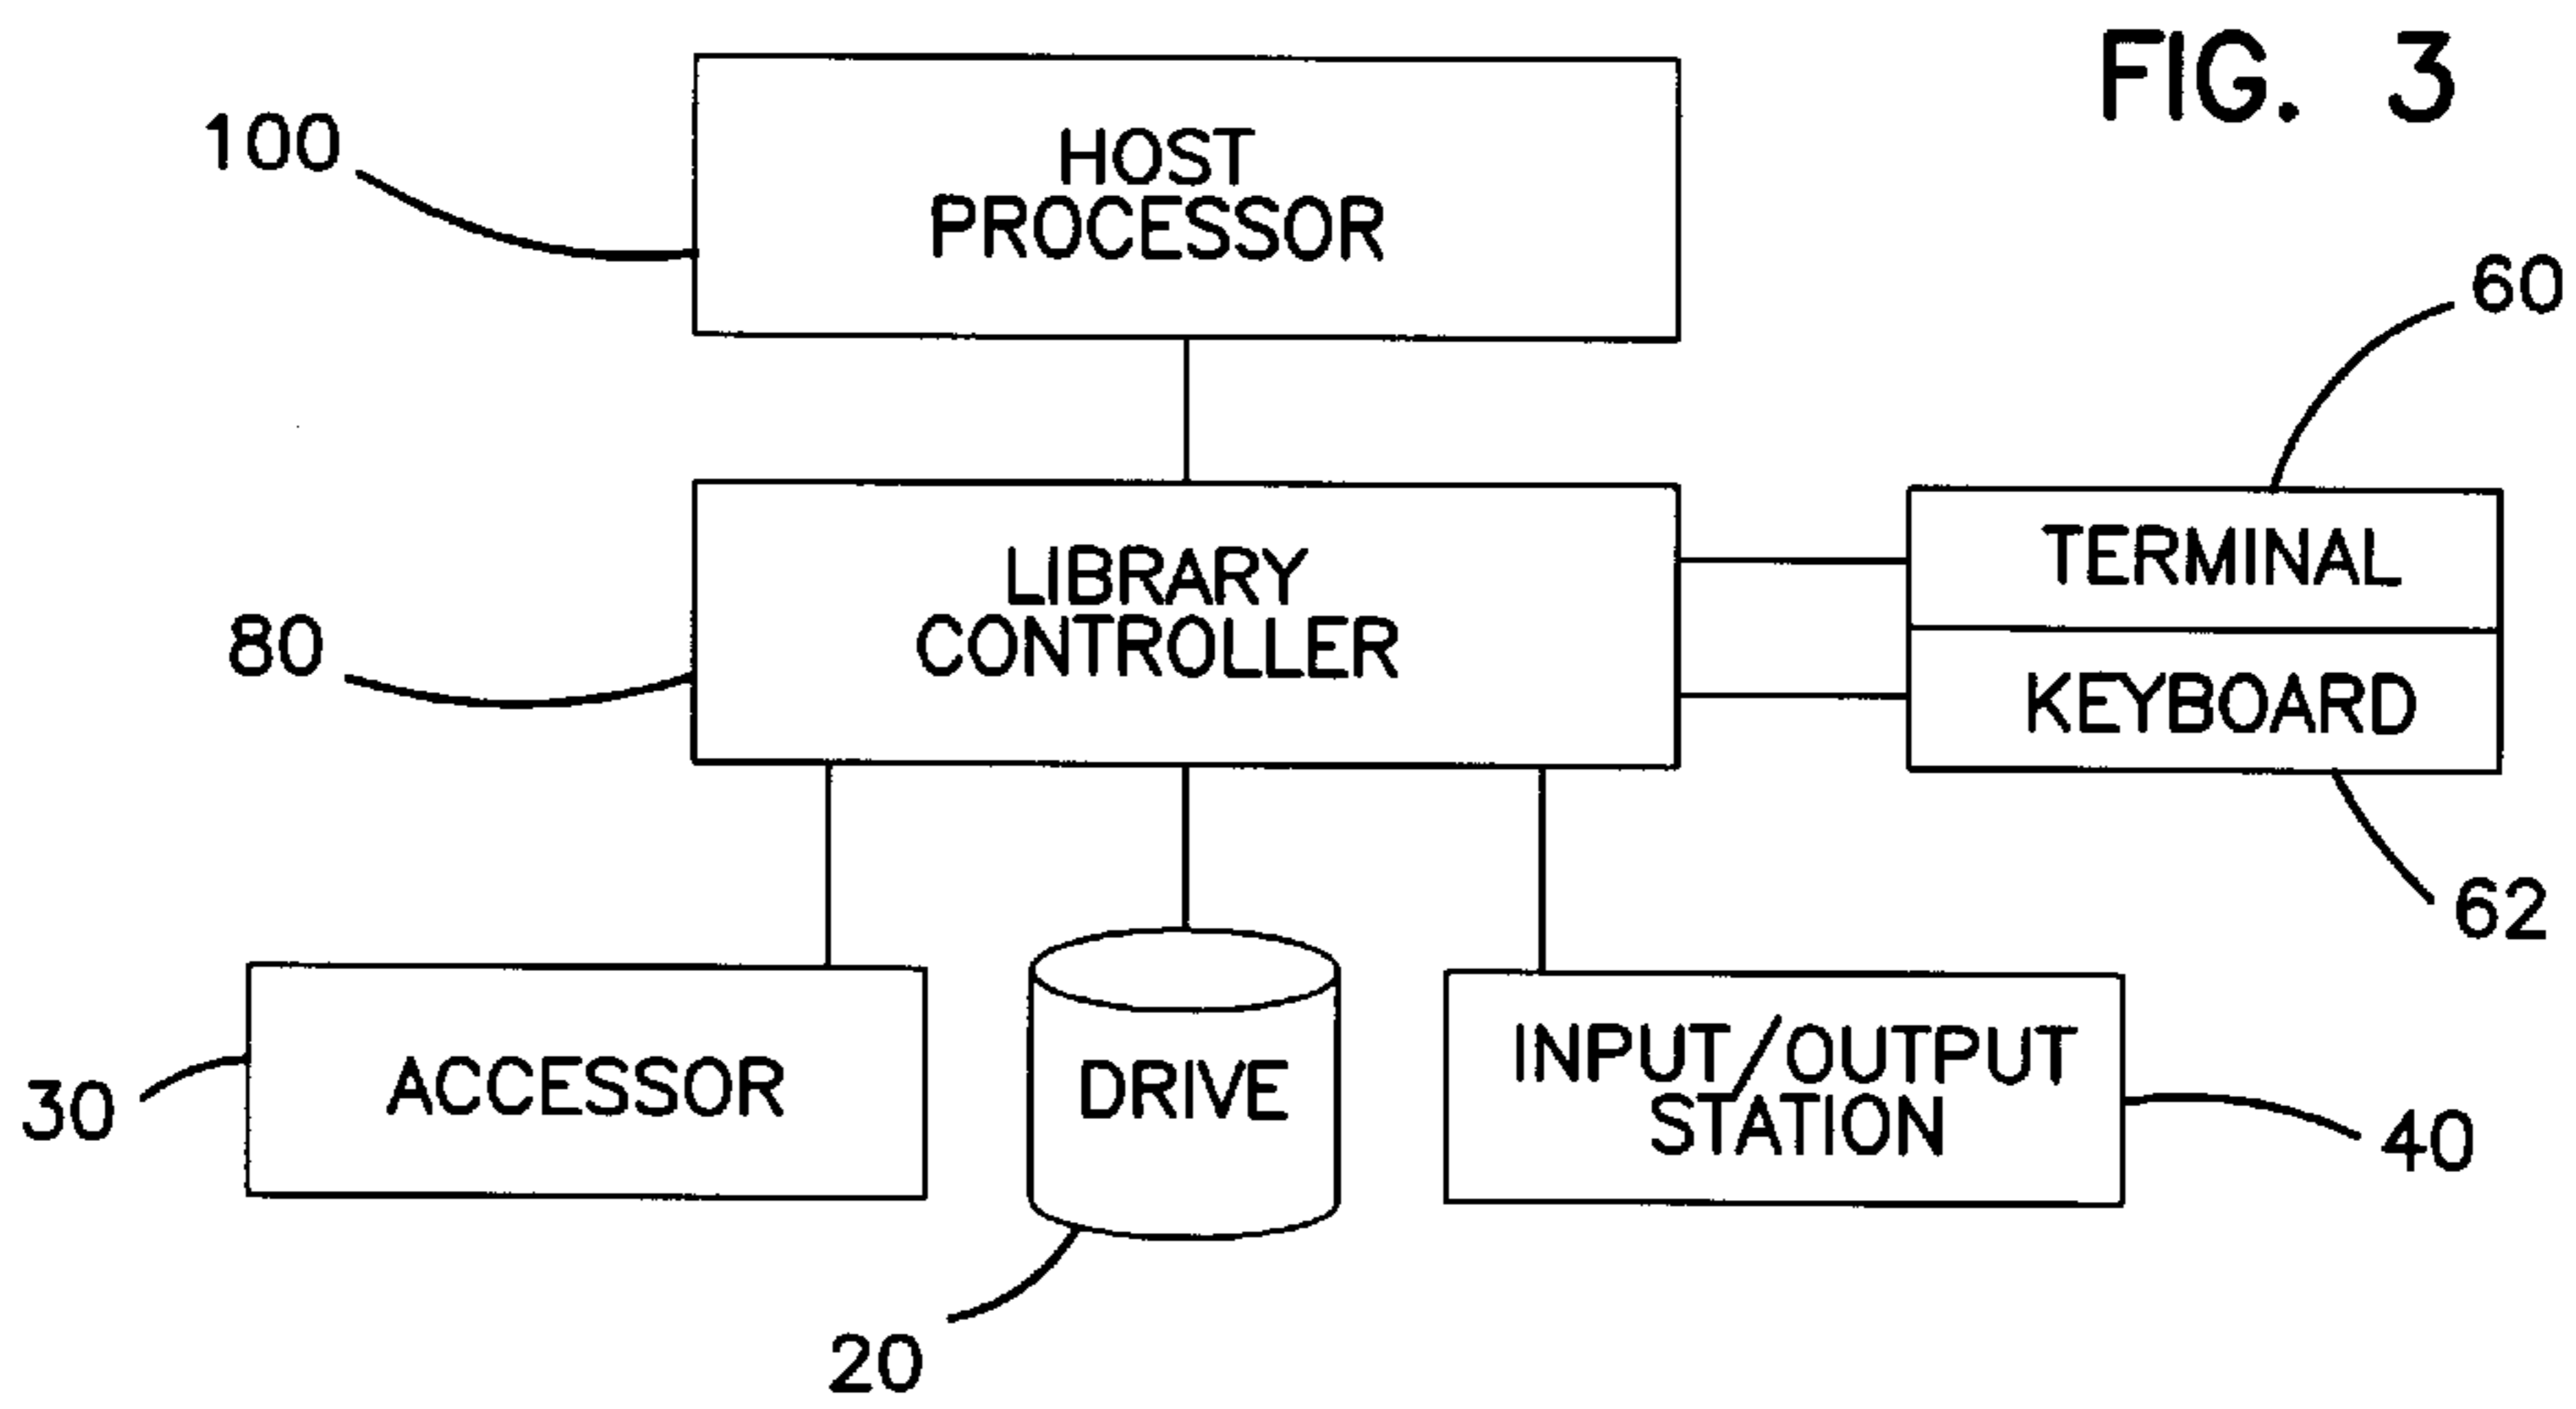 FIG. 3
100
HOST
PROCESSOR
60
LIBRARY
CONTROLLER
TERMINAL
80
KEYBOARD
62
30
ACCESSOR
DRIVE
INPUT/OUTPUT
STATION
40
20